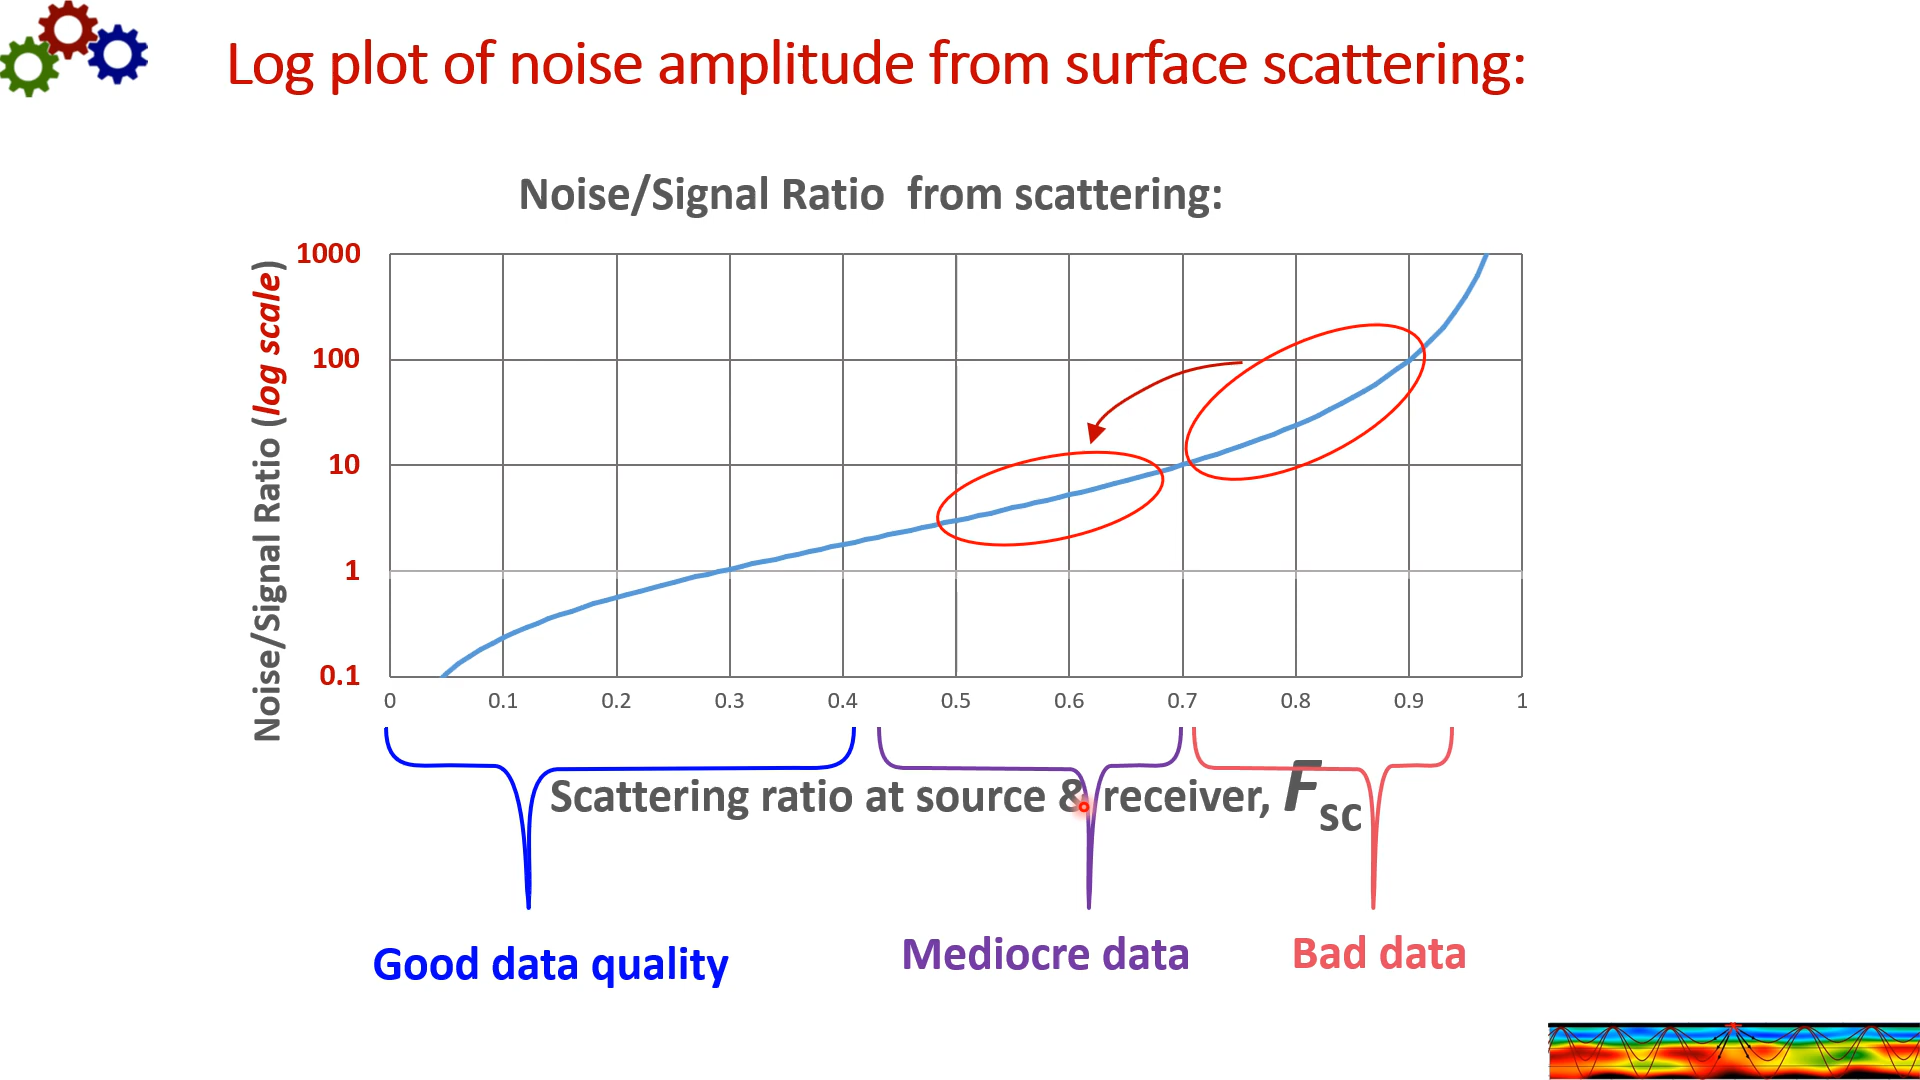 Log plot of noise amplitude from surface scattering:
Noise/Signal Ratio from scattering:
Noise/Signal Ratio (log scale)
1000
100
10
1
0.1
0 0.1 0.2 0.3 0.4 0.5 0.6 0.7 0.8 0.9 1
Scattering ratio at source & receiver, Fsc
Good data quality
Mediocre data
Bad data